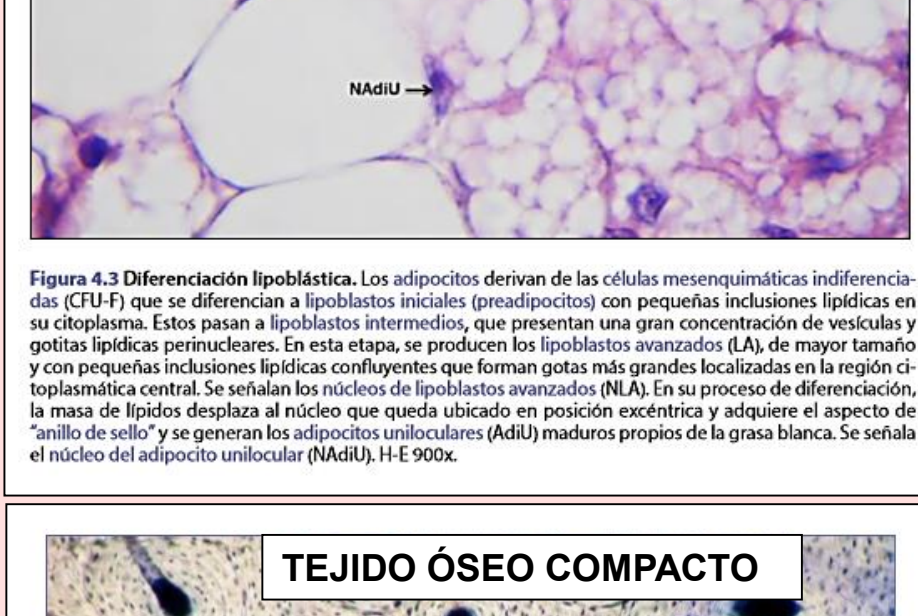 NAdiU
Figura 4.3 Diferenciación lipoblástica. Los adipocitos derivan de las células mesenquimáticas indiferencia-
das (CFU-F) que se diferencian a lipoblastos iniciales (preadipocitos) con pequeñas inclusiones lipídicas en
su citoplasma. Estos pasan a lipoblastos intermedios, que presentan una gran concentración de vesículas y
gotitas lipídicas perinucleares. En esta etapa, se producen los lipoblastos avanzados (LA), de mayor tamaño
y con pequeñas inclusiones lipídicas confluyentes que forman gotas más grandes localizadas en la región ci-
toplasmática central. Se señalan los núcleos de lipoblastos avanzados (NLA). En su proceso de diferenciación,
la masa de lípidos desplaza al núcleo que queda ubicado en posición excéntrica y adquiere el aspecto de
"anillo de sello" y se generan los adipocitos uniloculares (AdiU) maduros propios de la grasa blanca. Se señala
el núcleo del adipocito unilocular (NAdiU). H-E 900x.
TEJIDO ÓSEO COMPACTO